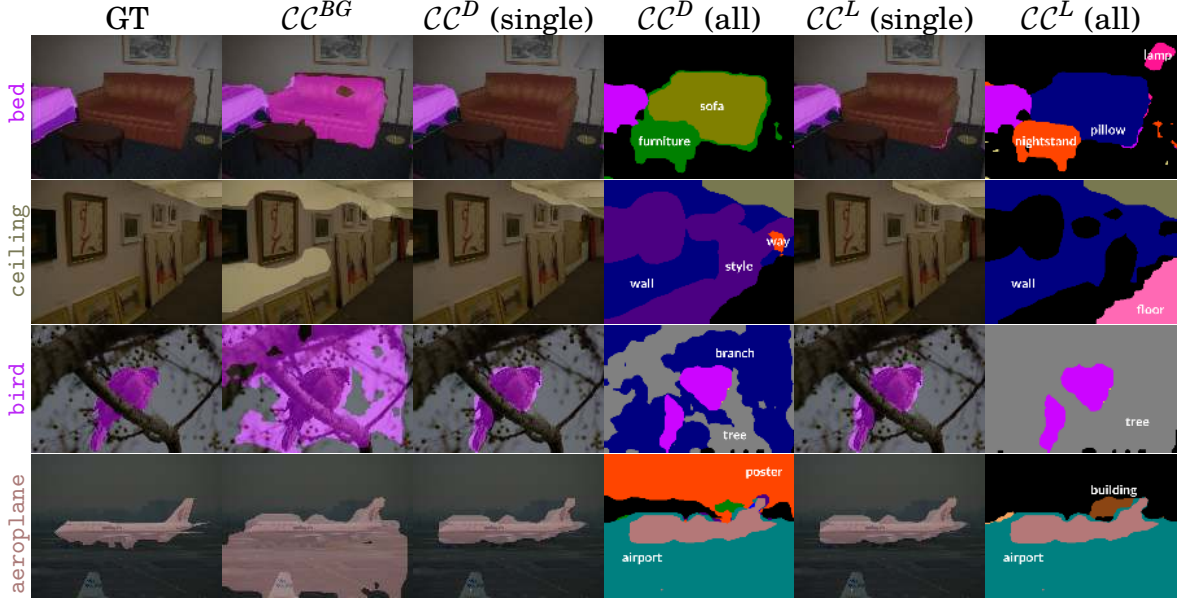 GT CC^BG CC^D (single) CC^D (all) CC^L (single) CC^L (all)
bed
sofa
furniture
lamp
pillow
nightstand
ceiling
wall
style
way
wall
floor
bird
branch
tree
tree
aeroplane
poster
airport
building
airport